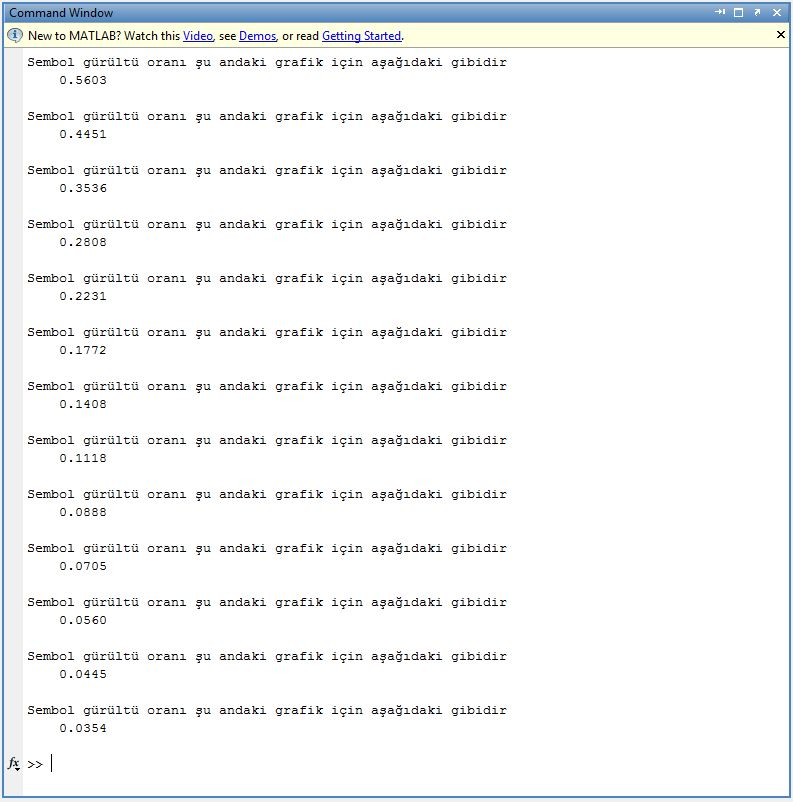 Command Window
New to MATLAB? Watch this Video, see Demos, or read Getting Started.
Sembol gürültü oranı şu andaki grafik için aşağıdaki gibidir
0.5603
Sembol gürültü oranı şu andaki grafik için aşağıdaki gibidir
0.4451
Sembol gürültü oranı şu andaki grafik için aşağıdaki gibidir
0.3536
Sembol gürültü oranı şu andaki grafik için aşağıdaki gibidir
0.2808
Sembol gürültü oranı şu andaki grafik için aşağıdaki gibidir
0.2231
Sembol gürültü oranı şu andaki grafik için aşağıdaki gibidir
0.1772
Sembol gürültü oranı şu andaki grafik için aşağıdaki gibidir
0.1408
Sembol gürültü oranı şu andaki grafik için aşağıdaki gibidir
0.1118
Sembol gürültü oranı şu andaki grafik için aşağıdaki gibidir
0.0888
Sembol gürültü oranı şu andaki grafik için aşağıdaki gibidir
0.0705
Sembol gürültü oranı şu andaki grafik için aşağıdaki gibidir
0.0560
Sembol gürültü oranı şu andaki grafik için aşağıdaki gibidir
0.0445
Sembol gürültü oranı şu andaki grafik için aşağıdaki gibidir
0.0354
fx >>